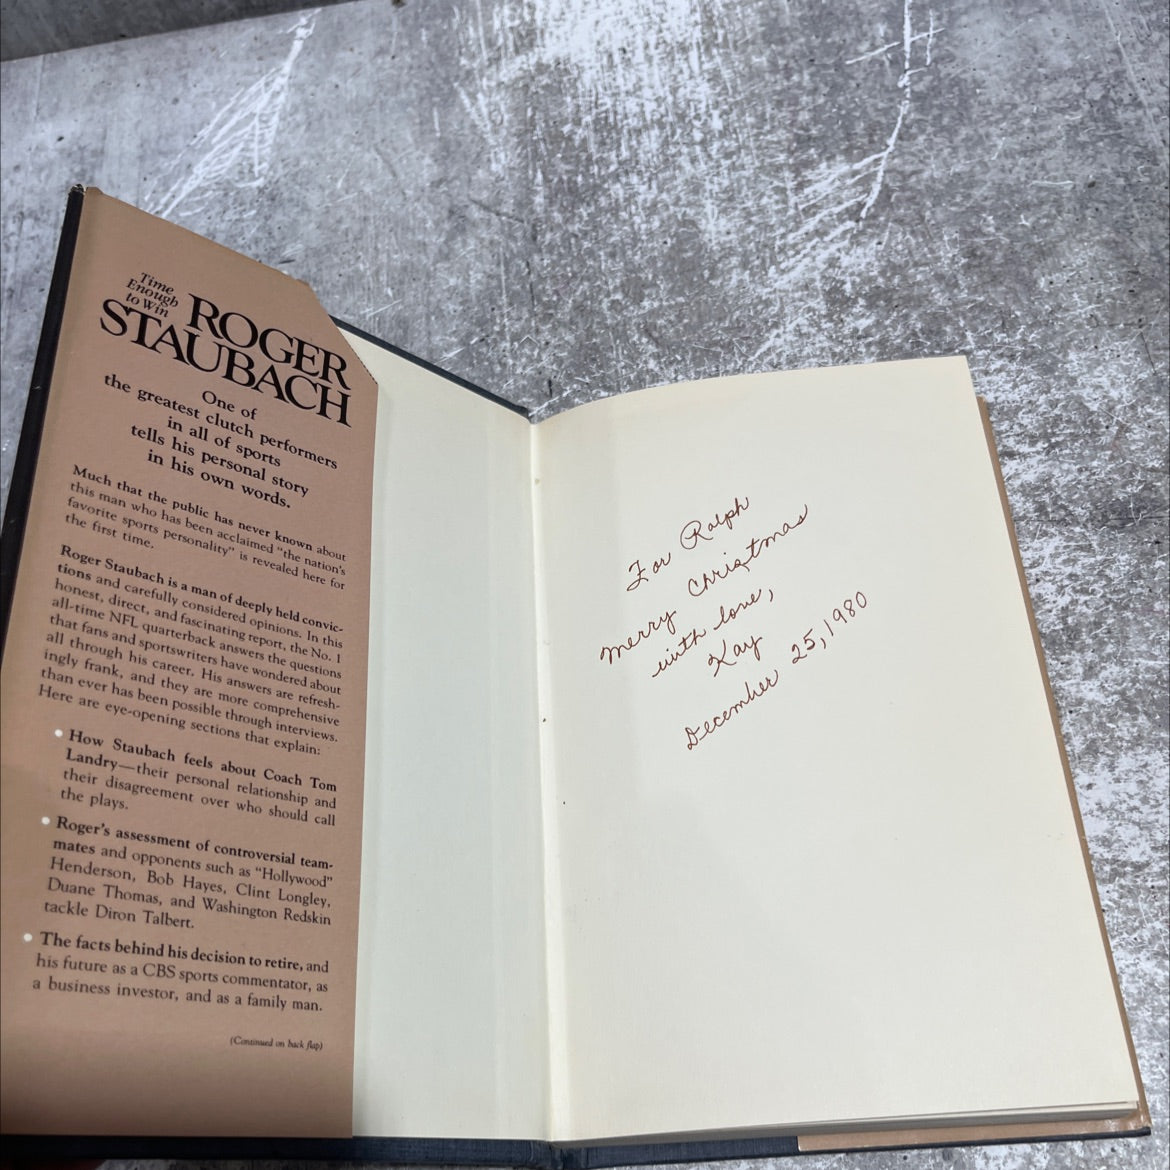 Time
Enough
to Win
ROGER
STAUBACH
One of
the greatest clutch performers
in all of sports
tells his personal story
in his own words.
Much that the public has never known about
this man who has been acclaimed "the nation's
favorite sports personality" is revealed here for
the first time.
Roger Staubach is a man of deeply held convic-
tions and carefully considered opinions. In this
honest, direct, and fascinating report, the No. 1
all-time NFL quarterback answers the questions
that fans and sportswriters have wondered about
all through his career. His answers are refresh-
ingly frank, and they are more comprehensive
than ever has been possible through interviews.
Here are eye-opening sections that explain:
• How Staubach feels about Coach Tom
Landry—their personal relationship and
their disagreement over who should call
the plays.
• Roger's assessment of controversial team-
mates and opponents such as "Hollywood"
Henderson, Bob Hayes, Clint Longley,
Duane Thomas, and Washington Redskin
tackle Diron Talbert.
• The facts behind his decision to retire, and
his future as a CBS sports commentator, as
a business investor, and as a family man.
(Continued on back flap)
For Ralph
Merry Christmas
with love,
Kay
December 25, 1980